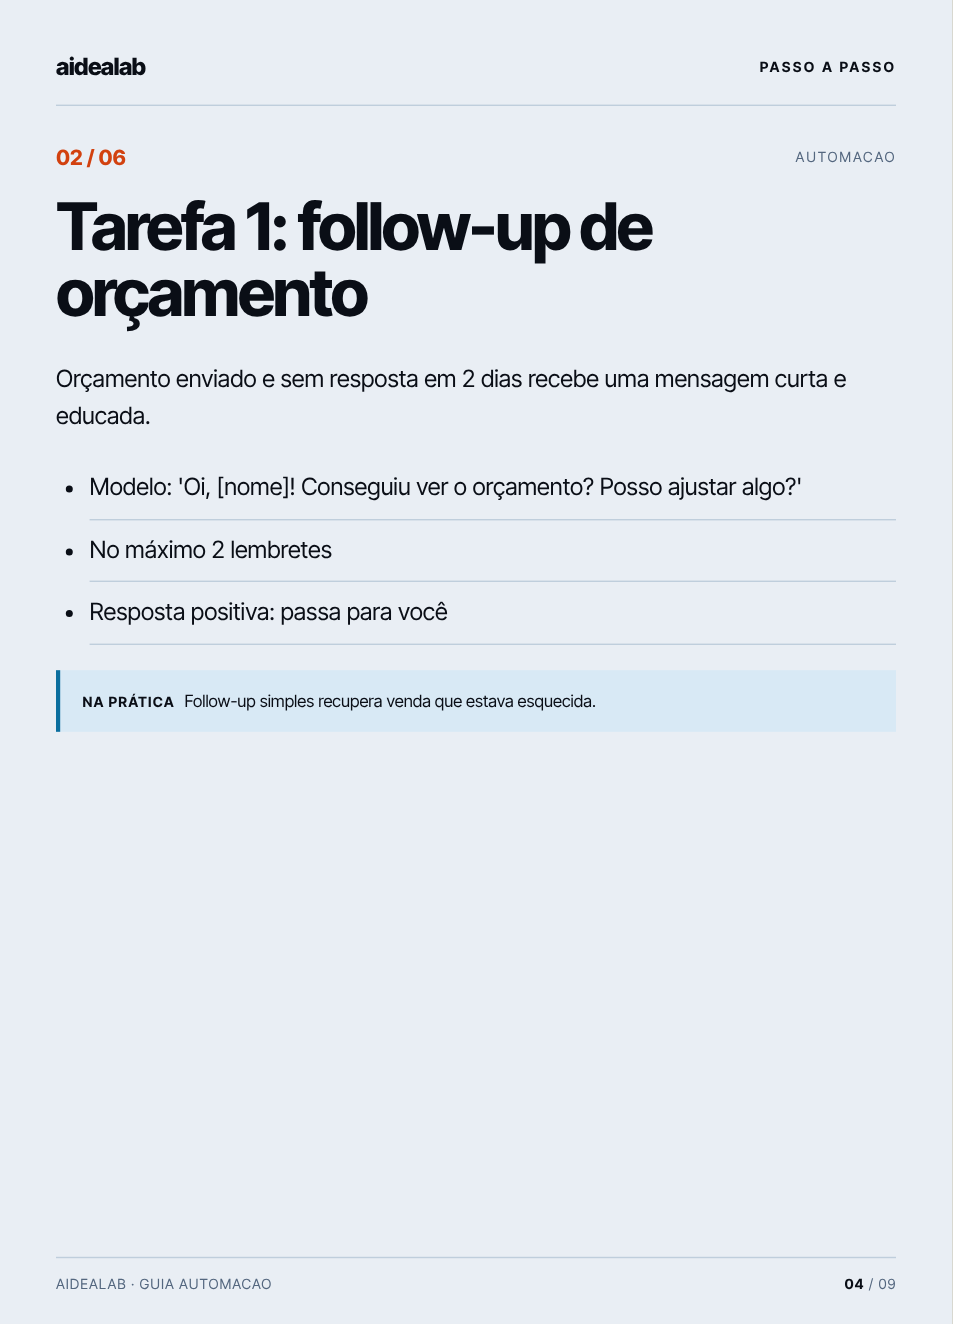 aidealab
PASSO A PASSO
02 / 06
AUTOMACAO
Tarefa 1: follow-up de
orçamento
Orçamento enviado e sem resposta em 2 dias recebe uma mensagem curta e
educada.
• Modelo: 'Oi, [nome]! Conseguiu ver o orçamento? Posso ajustar algo?'
• No máximo 2 lembretes
• Resposta positiva: passa para você
NA PRÁTICA Follow-up simples recupera venda que estava esquecida.
AIDEALAB · GUIA AUTOMACAO
04 / 09